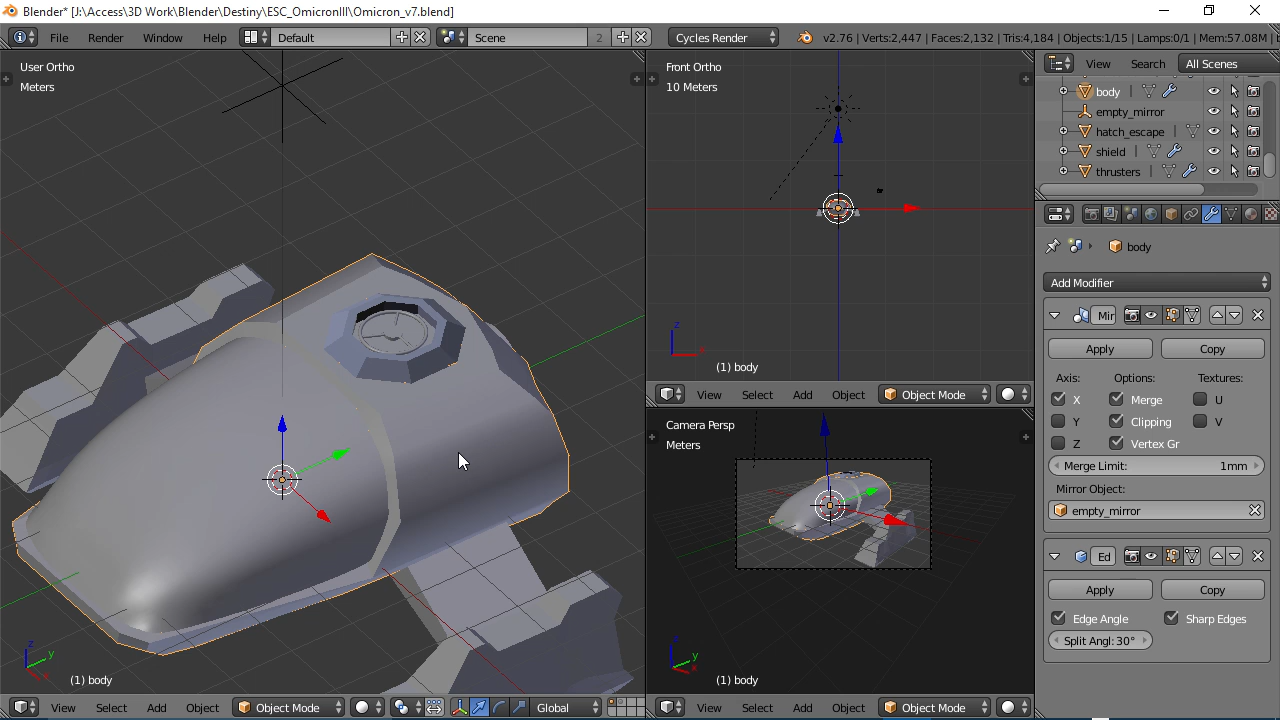 Blender* [J:\Access\3D Work\Blender\Destiny\ESC_OmicronIII\Omicron_v7.blend]
File Render Window Help Default Scene 2 Cycles Render v2.76 | Verts:2,447 | Faces:2,132 | Tris:4,184 | Objects:1/15 | Lamps:0/1 | Mem:57.08M |
User Ortho
Meters
(1) body
View Select Add Object Object Mode Global
Front Ortho
10 Meters
z
(1) body
View Select Add Object Object Mode
Camera Persp
Meters
z
y
x
(1) body
View Select Add Object Object Mode
z
y
x
View Search All Scenes
body
empty_mirror
hatch_escape
shield
thrusters
body
Add Modifier
Mir
Apply Copy
Axis: Options: Textures:
X Merge U
Y Clipping V
Z Vertex Gr
Merge Limit: 1mm
Mirror Object:
empty_mirror
Ed
Apply Copy
Edge Angle Sharp Edges
Split Angl: 30°